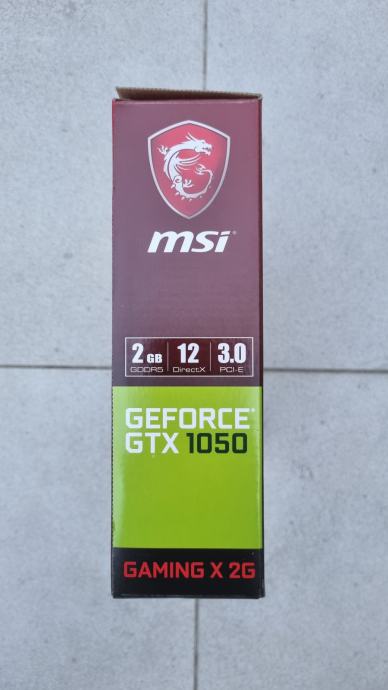 msi
2 GB 12 3.0
GDDR5 DirectX PCI-E
GEFORCE®
GTX 1050
GAMING X 2G